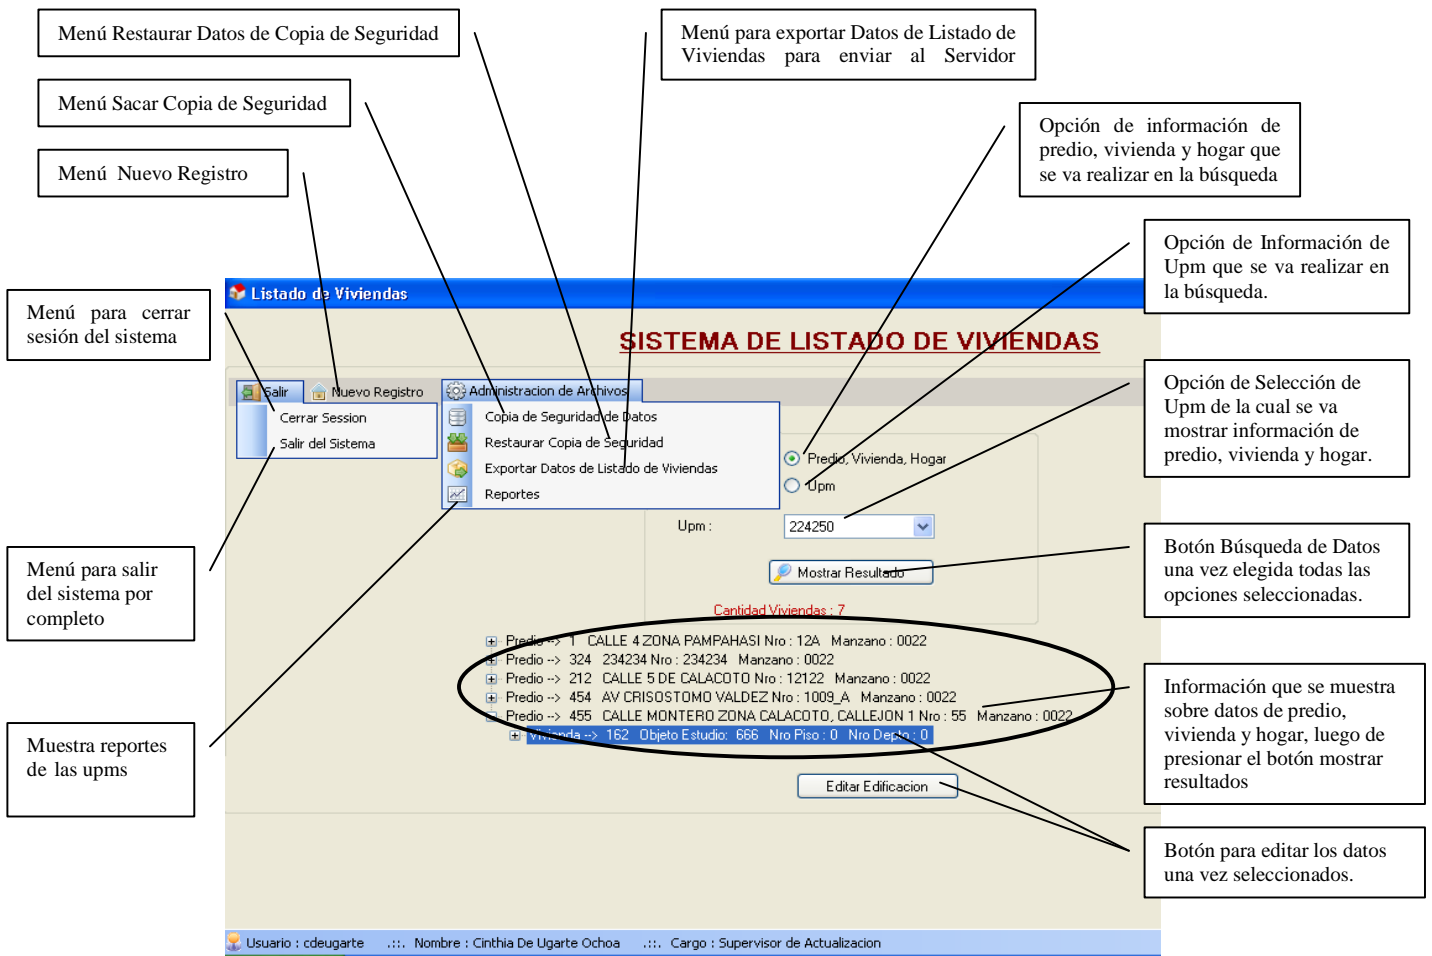 Menú Restaurar Datos de Copia de Seguridad
Menú para exportar Datos de Listado de
Viviendas para enviar al Servidor
Menú Sacar Copia de Seguridad
Opción de información de
predio, vivienda y hogar que
se va realizar en la búsqueda
Menú Nuevo Registro
Opción de Información de
Upm que se va realizar en
la búsqueda.
Menú para cerrar
sesión del sistema
Listado de Viviendas
SISTEMA DE LISTADO DE VIVIENDAS
Salir
Nuevo Registro
Administracion de Archivos
Cerrar Session
Salir del Sistema
Copia de Seguridad de Datos
Restaurar Copia de Seguridad
Exportar Datos de Listado de Viviendas
Reportes
Predio, Vivienda, Hogar
Upm
Upm :
224250
Mostrar Resultado
Cantidad Viviendas : 7
Opción de Selección de
Upm de la cual se va
mostrar información de
predio, vivienda y hogar.
Botón Búsqueda de Datos
una vez elegida todas las
opciones seleccionadas.
Menú para salir
del sistema por
completo
Predio --> 1 CALLE 4 ZONA PAMPAHASI Nro : 12A Manzano : 0022
Predio --> 324 234234 Nro : 234234 Manzano : 0022
Predio --> 212 CALLE 5 DE CALACOTO Nro : 12122 Manzano : 0022
Predio --> 454 AV CRISOSTOMO VALDEZ Nro : 1009_A Manzano : 0022
Predio --> 455 CALLE MONTERO ZONA CALACOTO, CALLEJON 1 Nro : 55 Manzano : 0022
Vivienda --> 162 Objeto Estudio: 666 Nro Piso : 0 Nro Depto : 0
Editar Edificacion
Información que se muestra
sobre datos de predio,
vivienda y hogar, luego de
presionar el botón mostrar
resultados
Muestra reportes
de las upms
Botón para editar los datos
una vez seleccionados.
Usuario : cdeugarte .::. Nombre : Cinthia De Ugarte Ochoa .::. Cargo : Supervisor de Actualizacion